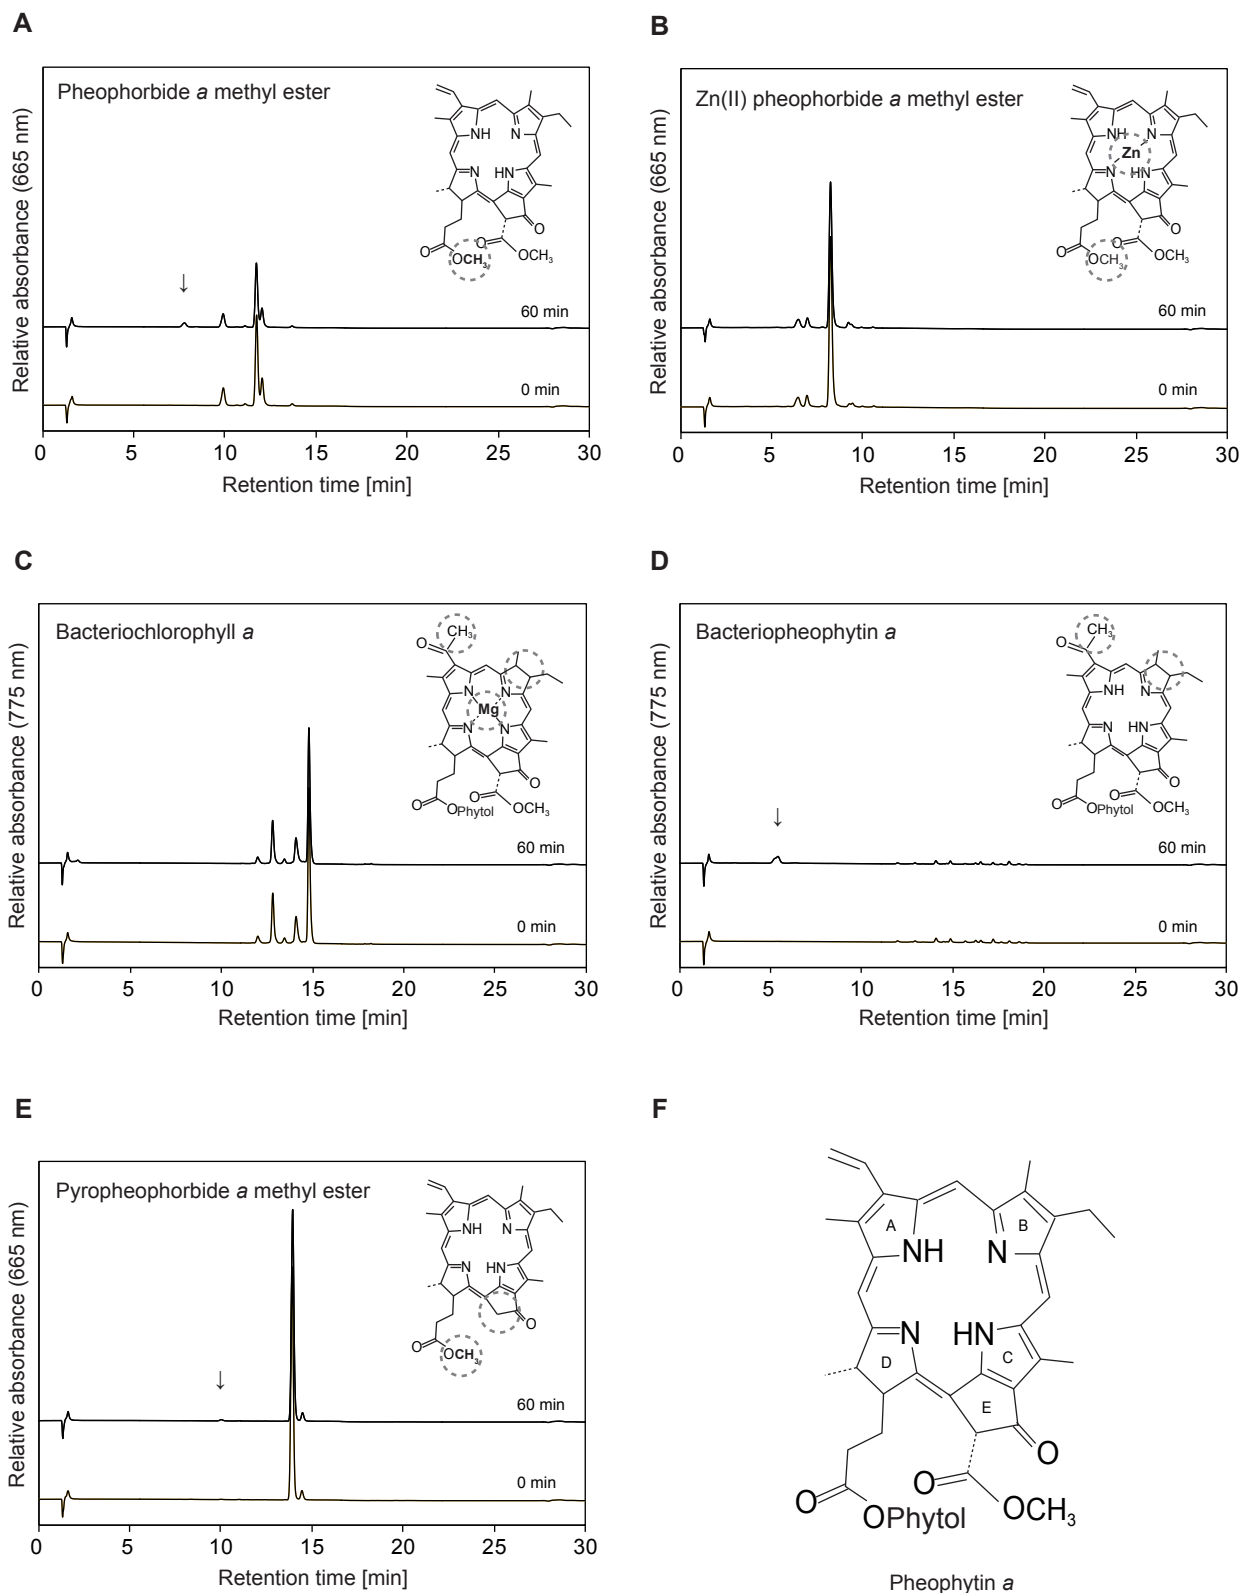 A
Pheophorbide a methyl ester
NH
N
N
HN
O
O
OCH3
O
OCH3
↓
60 min
0 min
Relative absorbance (665 nm)
0 5 10 15 20 25 30
Retention time [min]
B
Zn(II) pheophorbide a methyl ester
NH
N
Zn
N
HN
O
O
OCH3
O
OCH3
60 min
0 min
Relative absorbance (665 nm)
0 5 10 15 20 25 30
Retention time [min]
C
Bacteriochlorophyll a
CH3
O
N
N
Mg
N
N
O
O
OPhytol
O
OCH3
60 min
0 min
Relative absorbance (775 nm)
0 5 10 15 20 25 30
Retention time [min]
D
Bacteriopheophytin a
CH3
O
NH
N
N
HN
O
O
OPhytol
O
OCH3
↓
60 min
0 min
Relative absorbance (775 nm)
0 5 10 15 20 25 30
Retention time [min]
E
Pyropheophorbide a methyl ester
NH
N
N
HN
O
O
OCH3
↓
60 min
0 min
Relative absorbance (665 nm)
0 5 10 15 20 25 30
Retention time [min]
F
A
B
NH
N
N
HN
D
C
E
O
O
OPhytol
O
OCH3
Pheophytin a